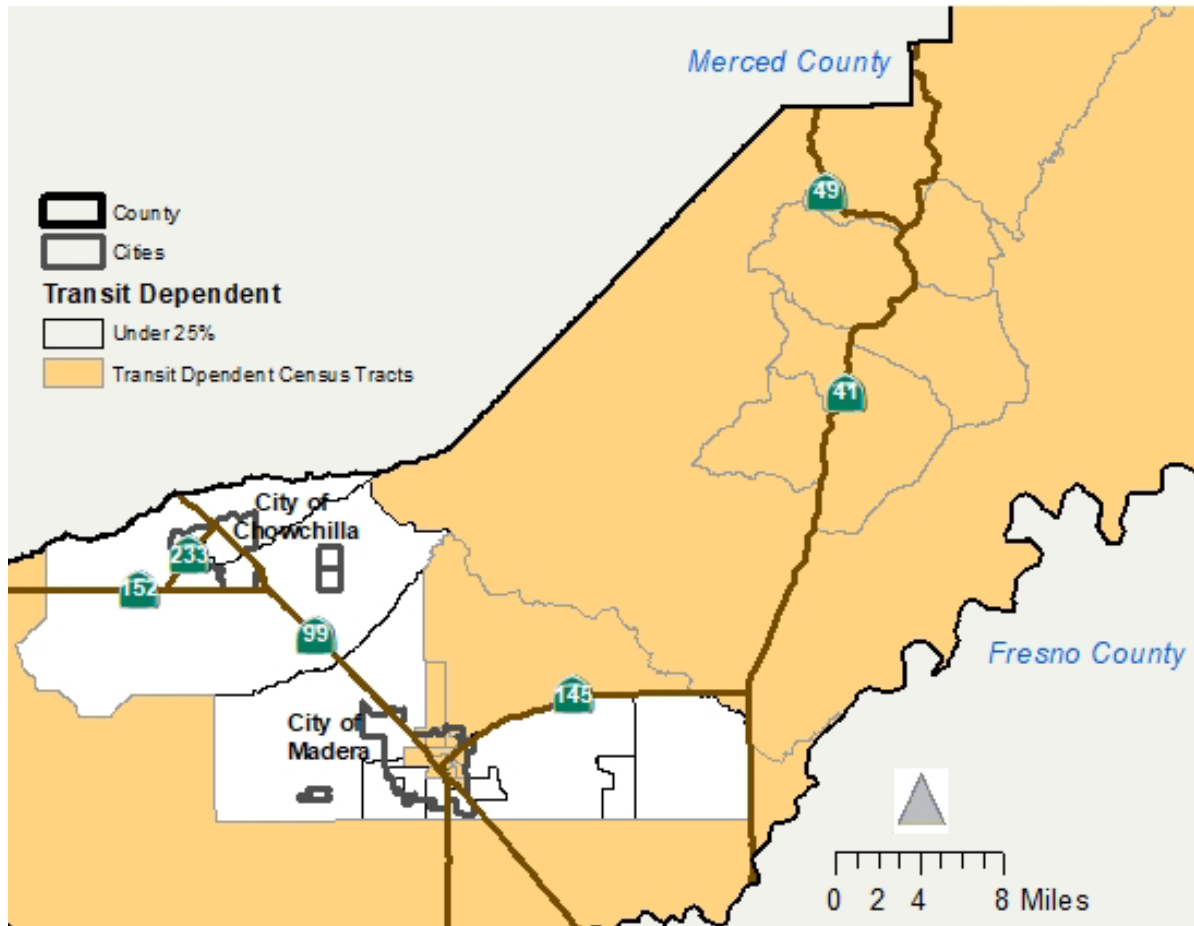 Merced County
49
County
Cities
Transit Dependent
Under 25%
Transit Dpendent Census Tracts
41
City of
Chowchilla
233
152
99
Fresno County
145
City of
Madera
0 2 4 8 Miles